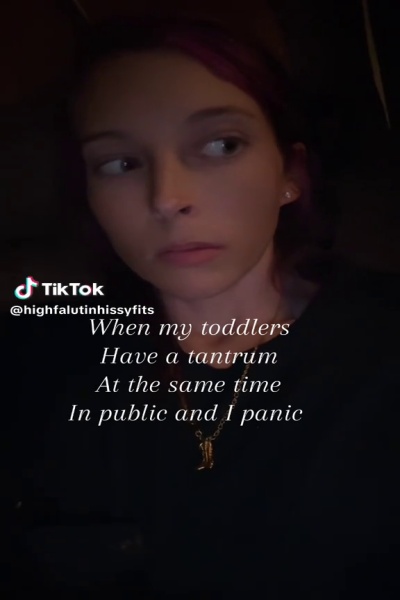 TikTok
@highfalutinhissyfits
When my toddlers
Have a tantrum
At the same time
In public and I panic